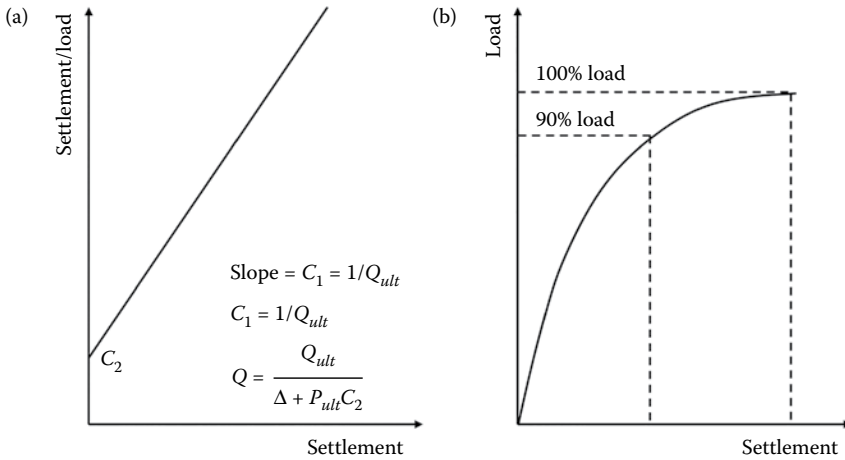 (a)
Settlement/load
C₂
Slope = C₁ = 1/Qᵤₗₜ
C₁ = 1/Qᵤₗₜ
Q = Qᵤₗₜ / (Δ + PᵤₗₜC₂)
Settlement
(b)
Load
100% load
90% load
Settlement